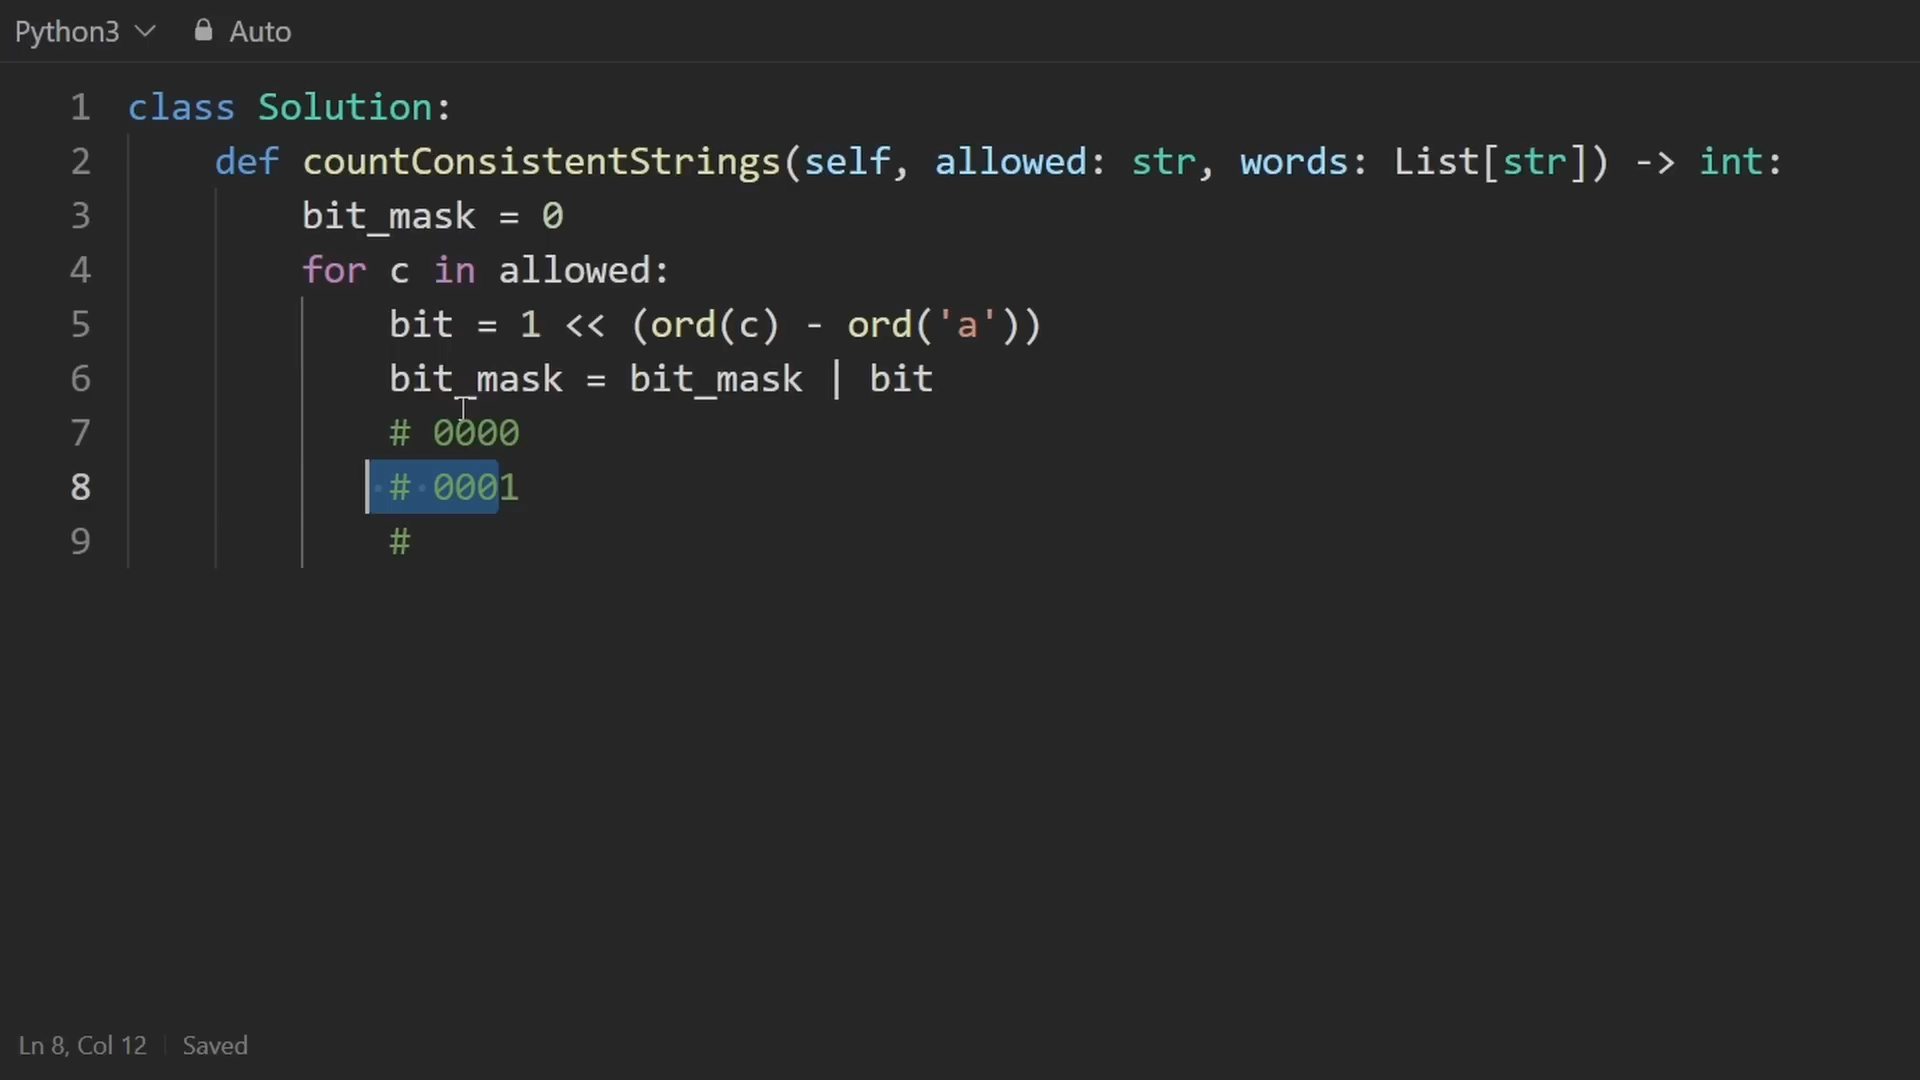 Python3 Auto
1 class Solution:
2 def countConsistentStrings(self, allowed: str, words: List[str]) -> int:
3 bit_mask = 0
4 for c in allowed:
5 bit = 1 << (ord(c) - ord('a'))
6 bit_mask = bit_mask | bit
7 # 0000
8 # 0001
9 #
Ln 8, Col 12 Saved